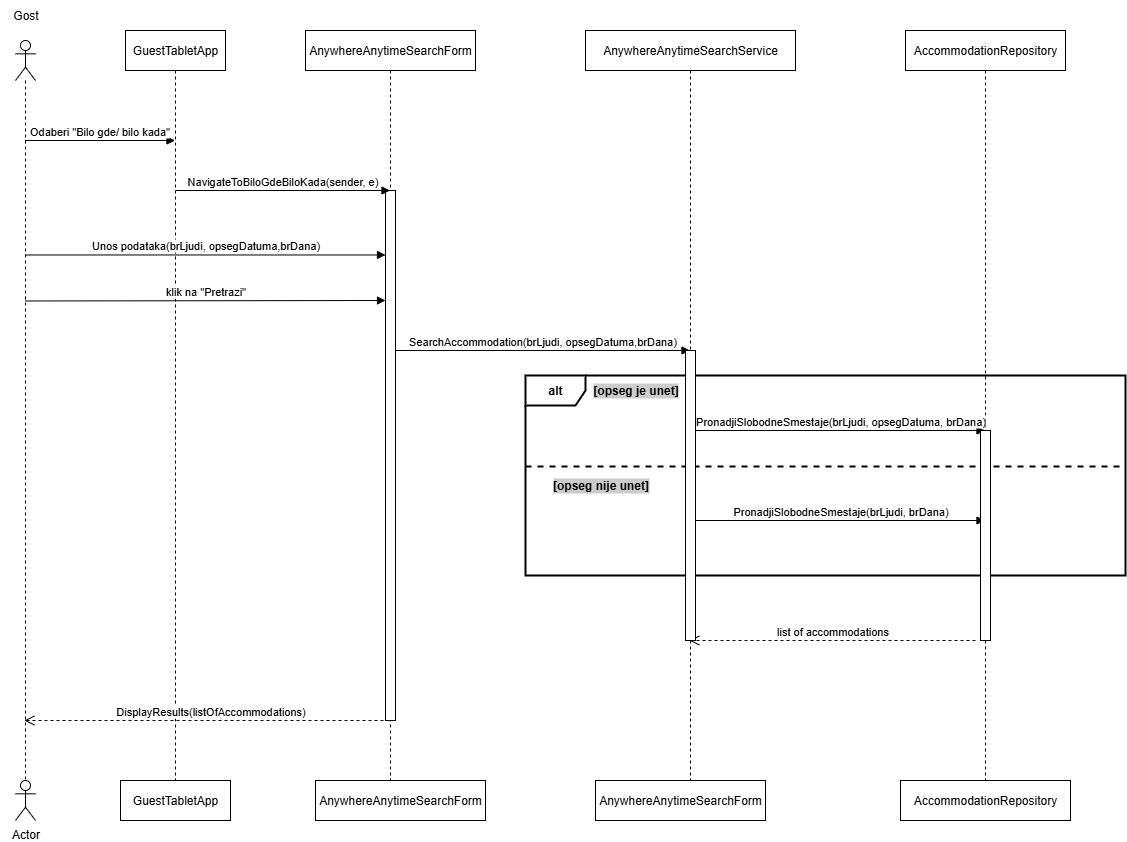 Gost
GuestTabletApp
AnywhereAnytimeSearchForm
AnywhereAnytimeSearchService
AccommodationRepository
Odaberi "Bilo gde/ bilo kada"
NavigateToBiloGdeBiloKada(sender, e)
Unos podataka(brLjudi, opsegDatuma,brDana)
klik na "Pretrazi"
SearchAccommodation(brLjudi, opsegDatuma,brDana)
alt
[opseg je unet]
PronadjiSlobodneSmestaje(brLjudi, opsegDatuma, brDana)
[opseg nije unet]
PronadjiSlobodneSmestaje(brLjudi, brDana)
list of accommodations
DisplayResults(listOfAccommodations)
GuestTabletApp
AnywhereAnytimeSearchForm
AnywhereAnytimeSearchForm
AccommodationRepository
Actor